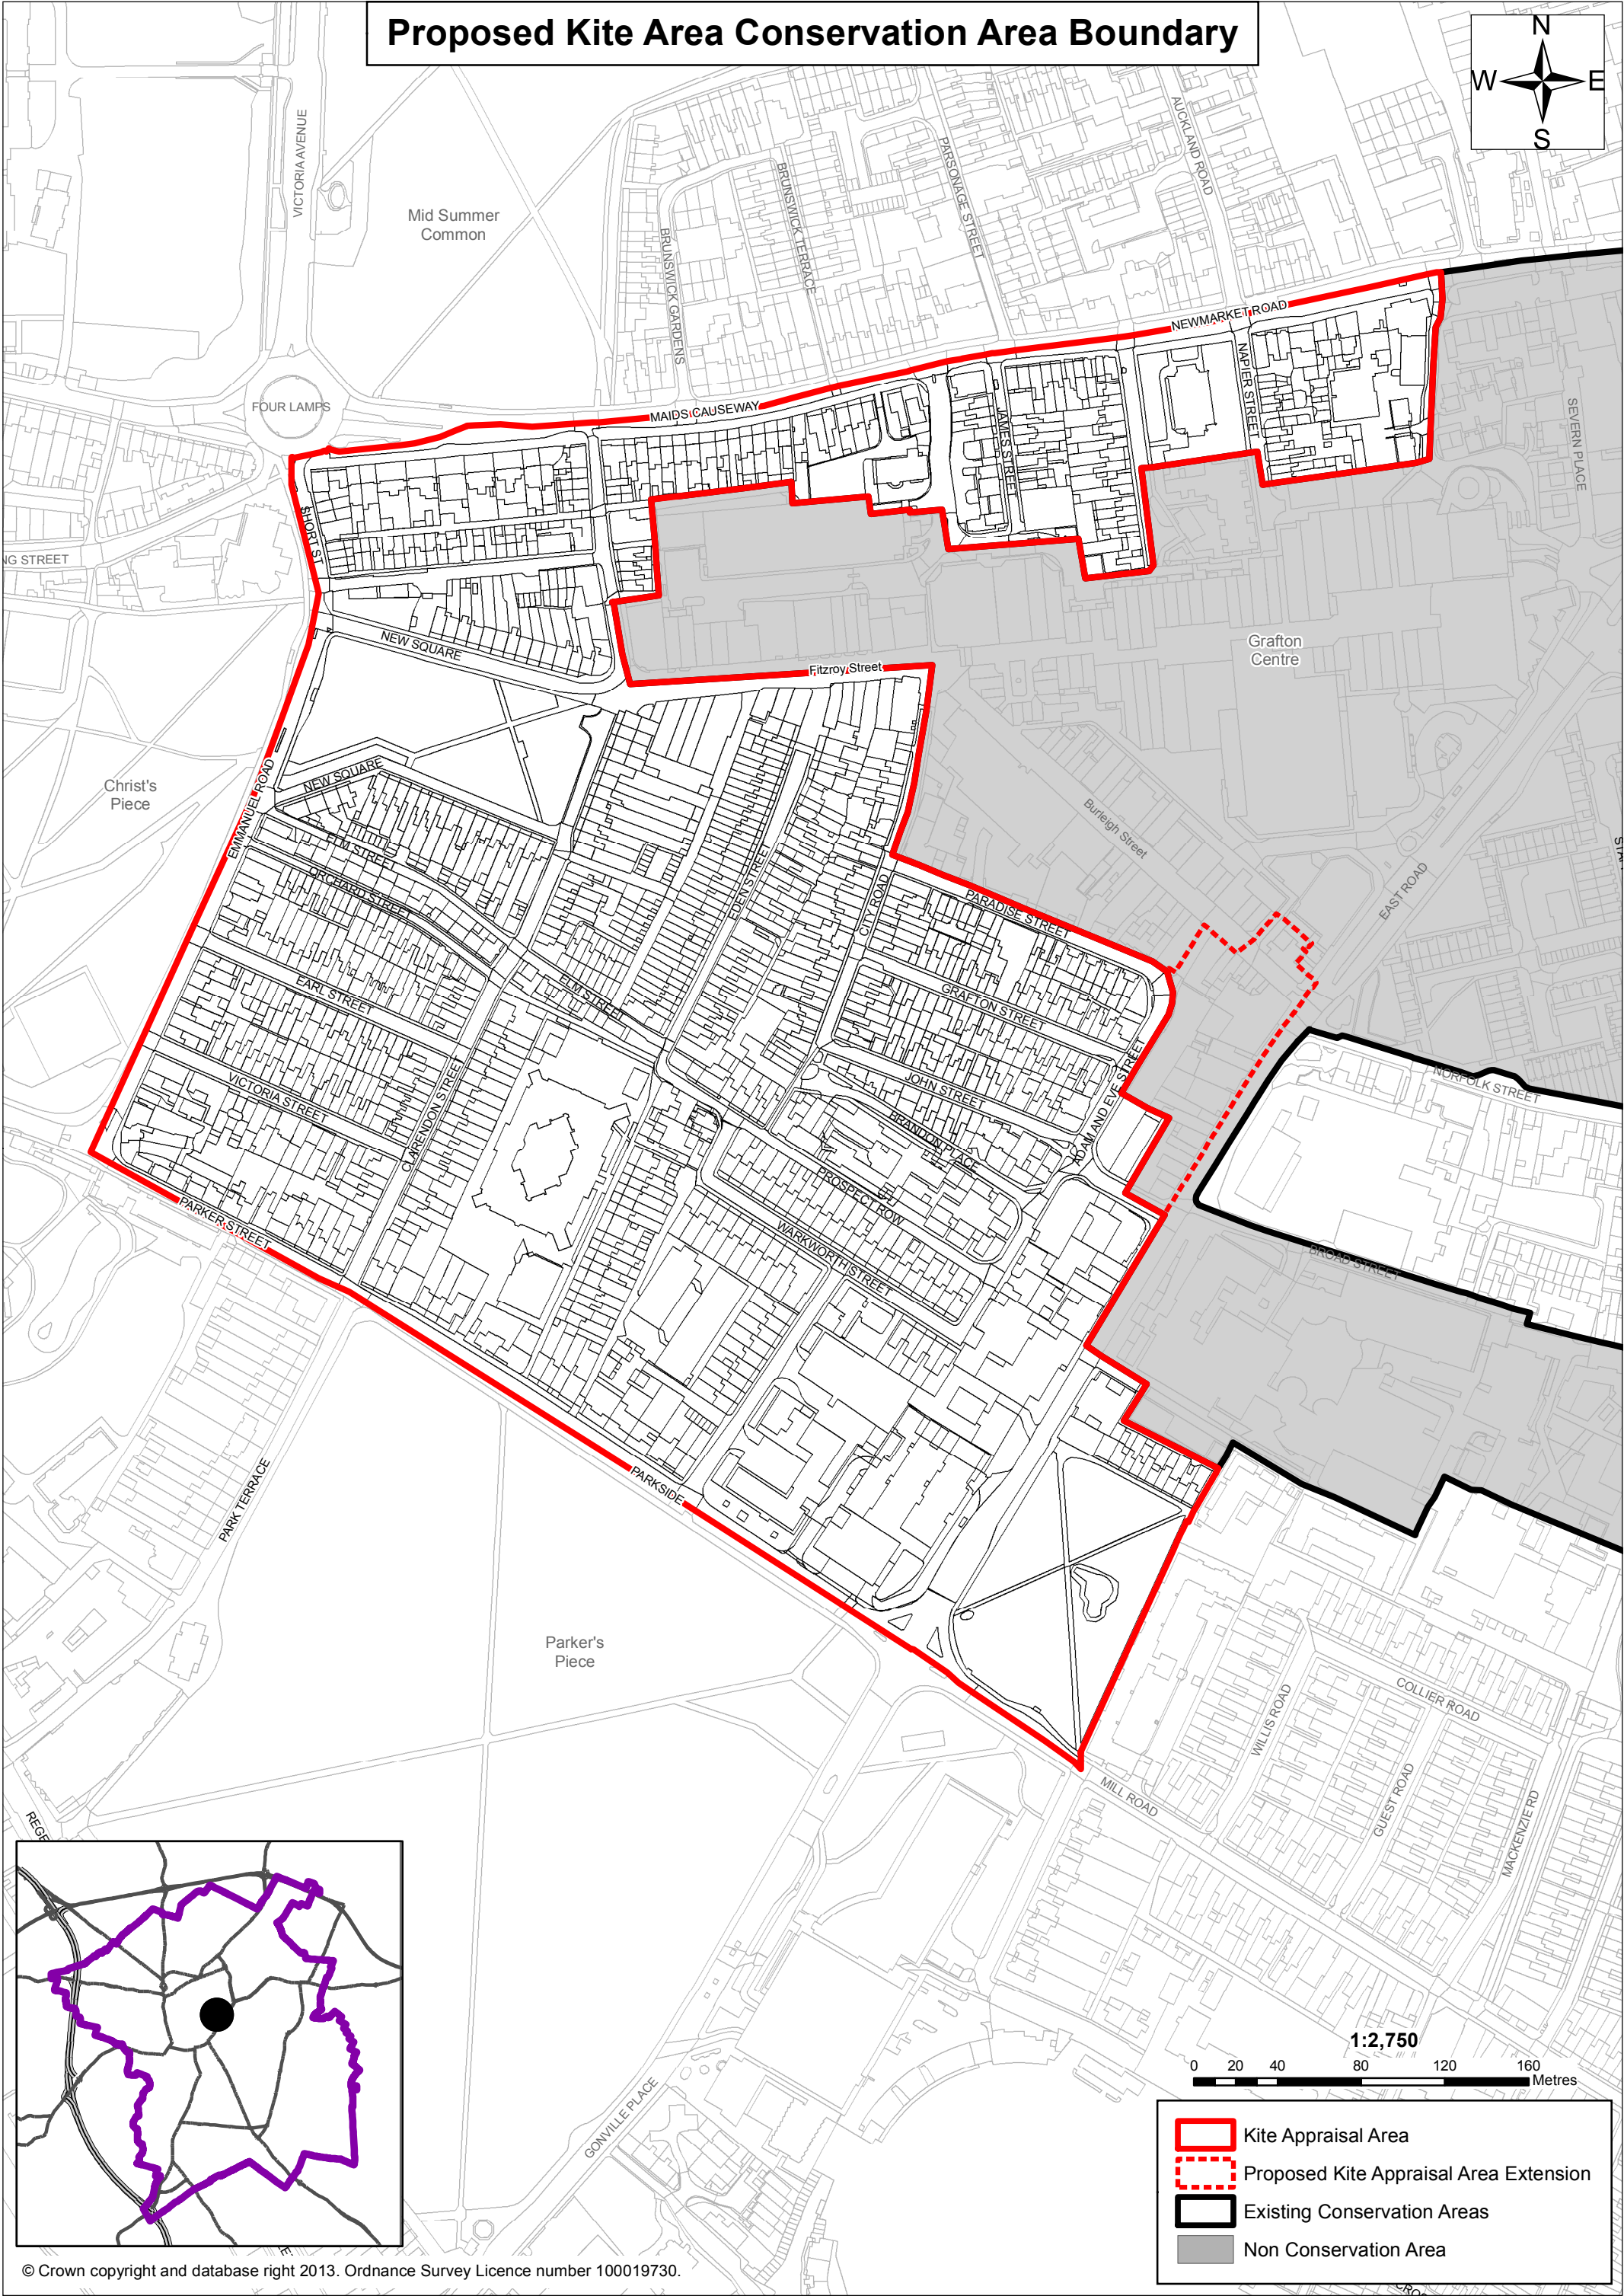 Proposed Kite Area Conservation Area Boundary
N
W
E
S
VICTORIA AVENUE
Mid Summer
Common
BRUNSWICK GARDENS
BRUNSWICK TERRACE
PARSONAGE STREET
AUCKLAND ROAD
FOUR LAMPS
MAIDS CAUSEWAY
NEWMARKET ROAD
JAMES STREET
NAPIER STREET
SEVERN PLACE
SHORT ST
NG STREET
NEW SQUARE
Fitzroy Street
Grafton
Centre
Christ's
Piece
EMMANUEL ROAD
NEW SQUARE
ELM STREET
ORCHARD STREET
EDEN STREET
CITY ROAD
Burleigh Street
PARADISE STREET
EAST ROAD
STA
EARL STREET
ELM STREET
GRAFTON STREET
VICTORIA STREET
CLARENDON STREET
JOHN STREET
BRANDON PLACE
ADAM AND EVE STREET
NORFOLK STREET
PROSPECT ROW
WARKWORTH STREET
BROAD STREET
PARKER STREET
PARK TERRACE
PARKSIDE
Parker's
Piece
WILLIS ROAD
COLLIER ROAD
GUEST ROAD
MACKENZIE RD
MILL ROAD
REGE
GONVILLE PLACE
1:2,750
0 20 40 80 120 160
Metres
Kite Appraisal Area
Proposed Kite Appraisal Area Extension
Existing Conservation Areas
Non Conservation Area
CROS
© Crown copyright and database right 2013. Ordnance Survey Licence number 100019730.